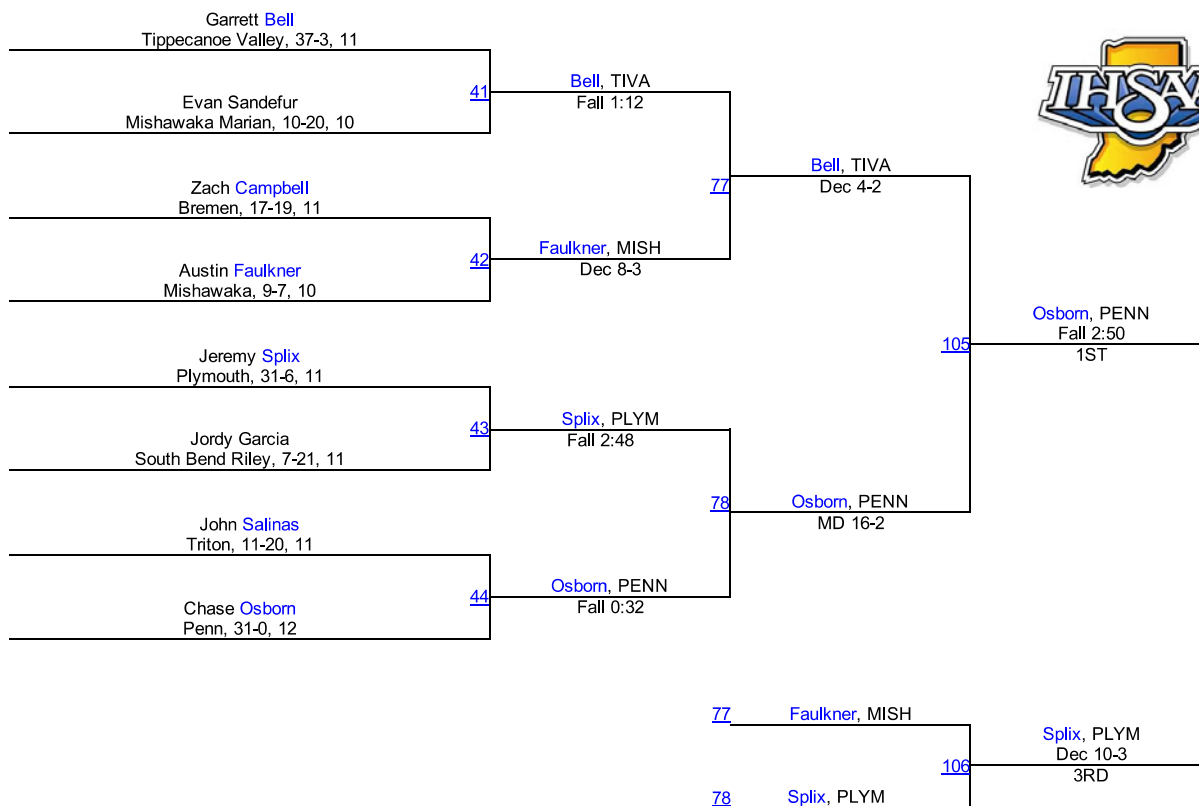 Garrett Bell
Tippecanoe Valley, 37-3, 11
Evan Sandefur
Mishawaka Marian, 10-20, 10
41
Bell, TIVA
Fall 1:12
Zach Campbell
Bremen, 17-19, 11
Austin Faulkner
Mishawaka, 9-7, 10
42
Faulkner, MISH
Dec 8-3
77
Bell, TIVA
Dec 4-2
Jeremy Splix
Plymouth, 31-6, 11
Jordy Garcia
South Bend Riley, 7-21, 11
43
Splix, PLYM
Fall 2:48
John Salinas
Triton, 11-20, 11
Chase Osborn
Penn, 31-0, 12
44
Osborn, PENN
Fall 0:32
78
Osborn, PENN
MD 16-2
105
Osborn, PENN
Fall 2:50
1ST
IHSAA
77
Faulkner, MISH
78
Splix, PLYM
106
Splix, PLYM
Dec 10-3
3RD